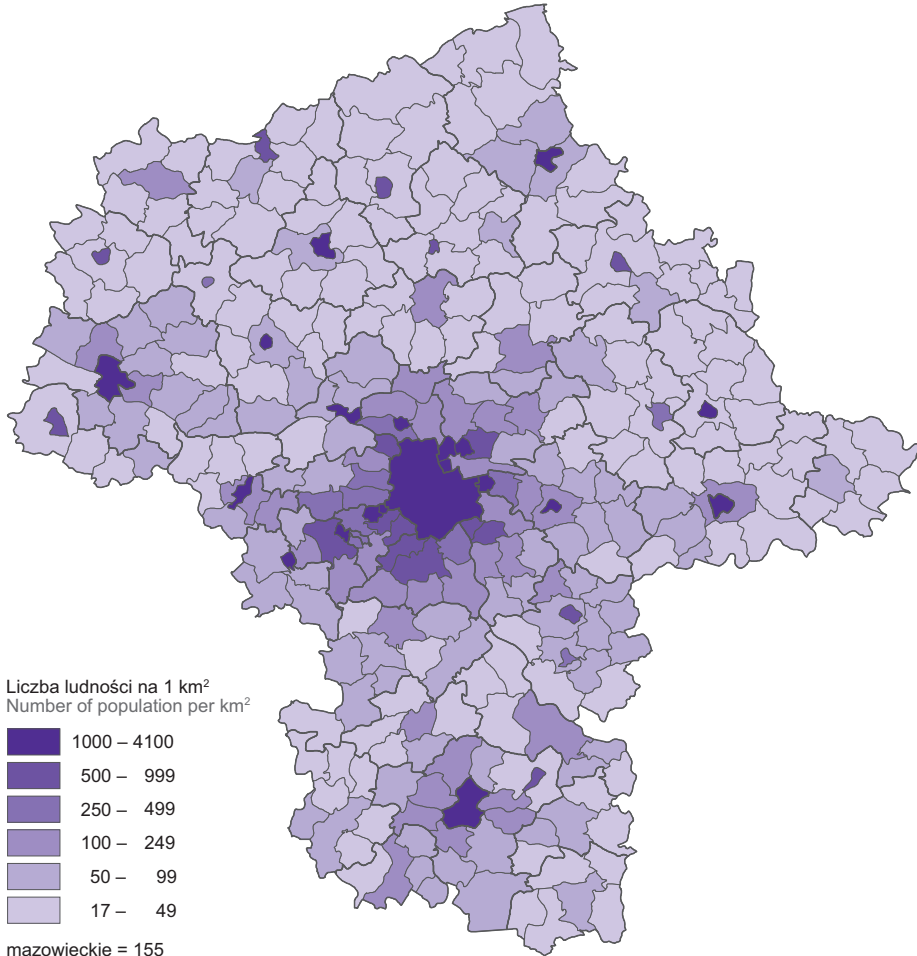 Liczba ludności na 1 km²
Number of population per km²
1000 – 4100
500 – 999
250 – 499
100 – 249
50 – 99
17 – 49
mazowieckie = 155